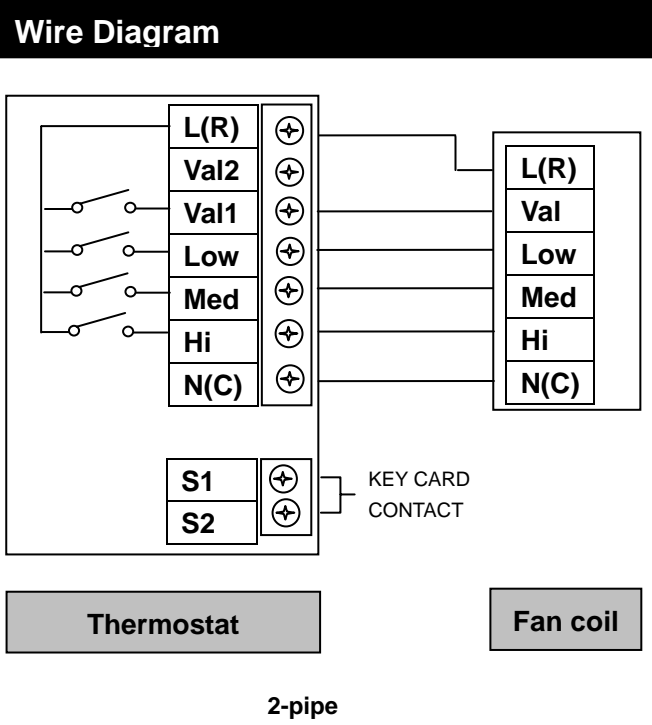 Wire Diagram
L(R)
Val2
Val1
Low
Med
Hi
N(C)
L(R)
Val
Low
Med
Hi
N(C)
S1
S2
KEY CARD
CONTACT
Thermostat
Fan coil
2-pipe